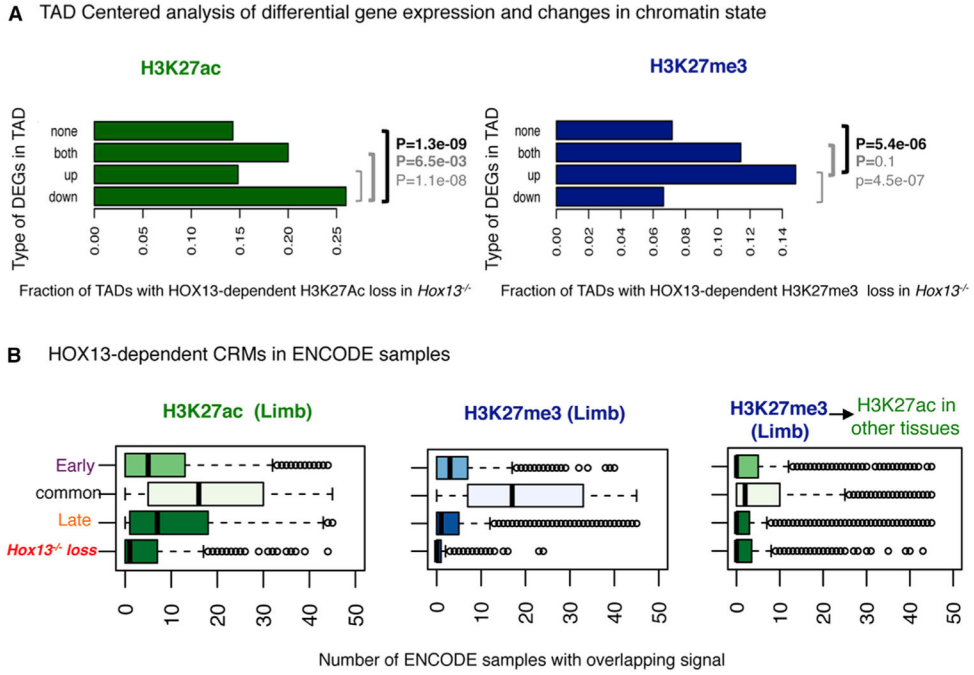 A TAD Centered analysis of differential gene expression and changes in chromatin state
H3K27ac
H3K27me3
Type of DEGs in TAD
none
both
up
down
P=1.3e-09
P=6.5e-03
P=1.1e-08
0.00 0.05 0.10 0.15 0.20 0.25
Fraction of TADs with HOX13-dependent H3K27Ac loss in Hox13-/-
Type of DEGs in TAD
none
both
up
down
P=5.4e-06
P=0.1
p=4.5e-07
0.00 0.02 0.04 0.06 0.08 0.10 0.12 0.14
Fraction of TADs with HOX13-dependent H3K27me3 loss in Hox13-/-
B HOX13-dependent CRMs in ENCODE samples
H3K27ac (Limb)
H3K27me3 (Limb)
H3K27me3
(Limb)
H3K27ac in
other tissues
Early
common
Late
Hox13-/- loss
0 10 20 30 40 50
0 10 20 30 40 50
0 10 20 30 40 50
Number of ENCODE samples with overlapping signal